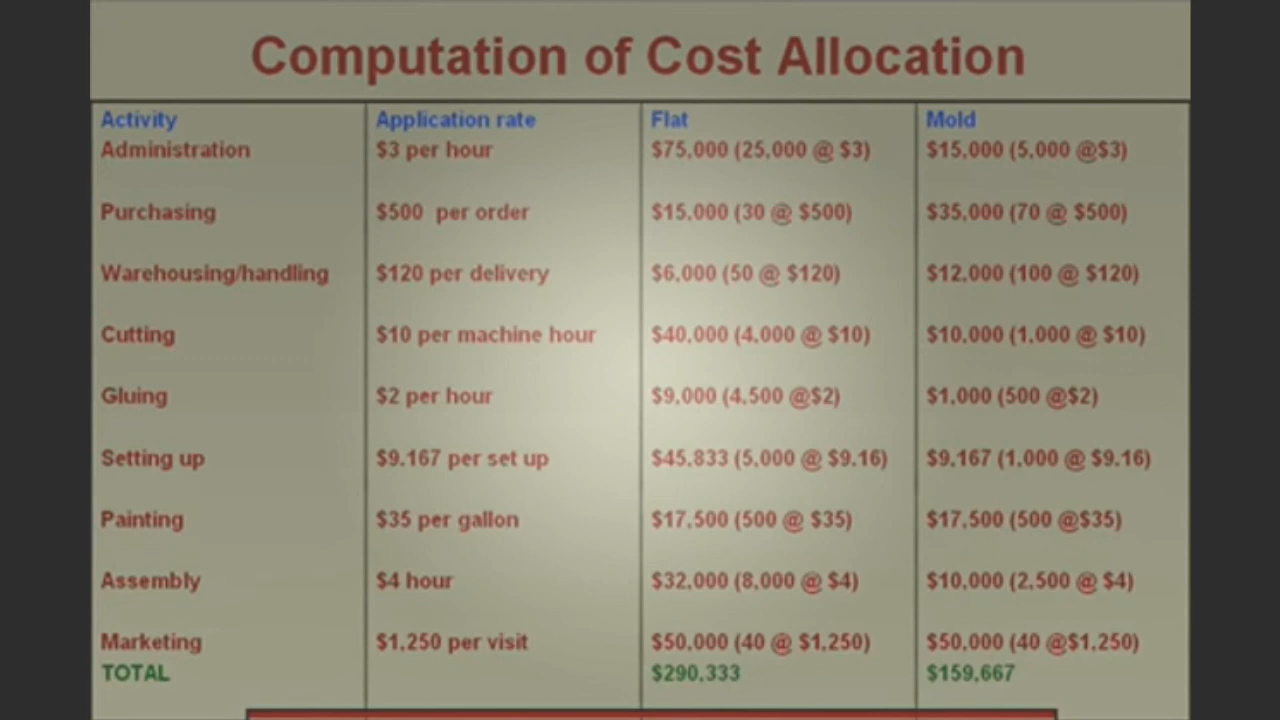 Computation of Cost Allocation
Activity Application rate Flat Mold
Administration $3 per hour $75,000 (25,000 @ $3) $15,000 (5,000 @$3)
Purchasing $500 per order $15,000 (30 @ $500) $35,000 (70 @ $500)
Warehousing/handling $120 per delivery $6,000 (50 @ $120) $12,000 (100 @ $120)
Cutting $10 per machine hour $40,000 (4,000 @ $10) $10,000 (1,000 @ $10)
Gluing $2 per hour $9,000 (4,500 @$2) $1,000 (500 @$2)
Setting up $9.167 per set up $45,833 (5,000 @ $9.16) $9,167 (1,000 @ $9.16)
Painting $35 per gallon $17,500 (500 @ $35) $17,500 (500 @$35)
Assembly $4 hour $32,000 (8,000 @ $4) $10,000 (2,500 @ $4)
Marketing $1,250 per visit $50,000 (40 @ $1,250) $50,000 (40 @$1,250)
TOTAL $290,333 $159,667